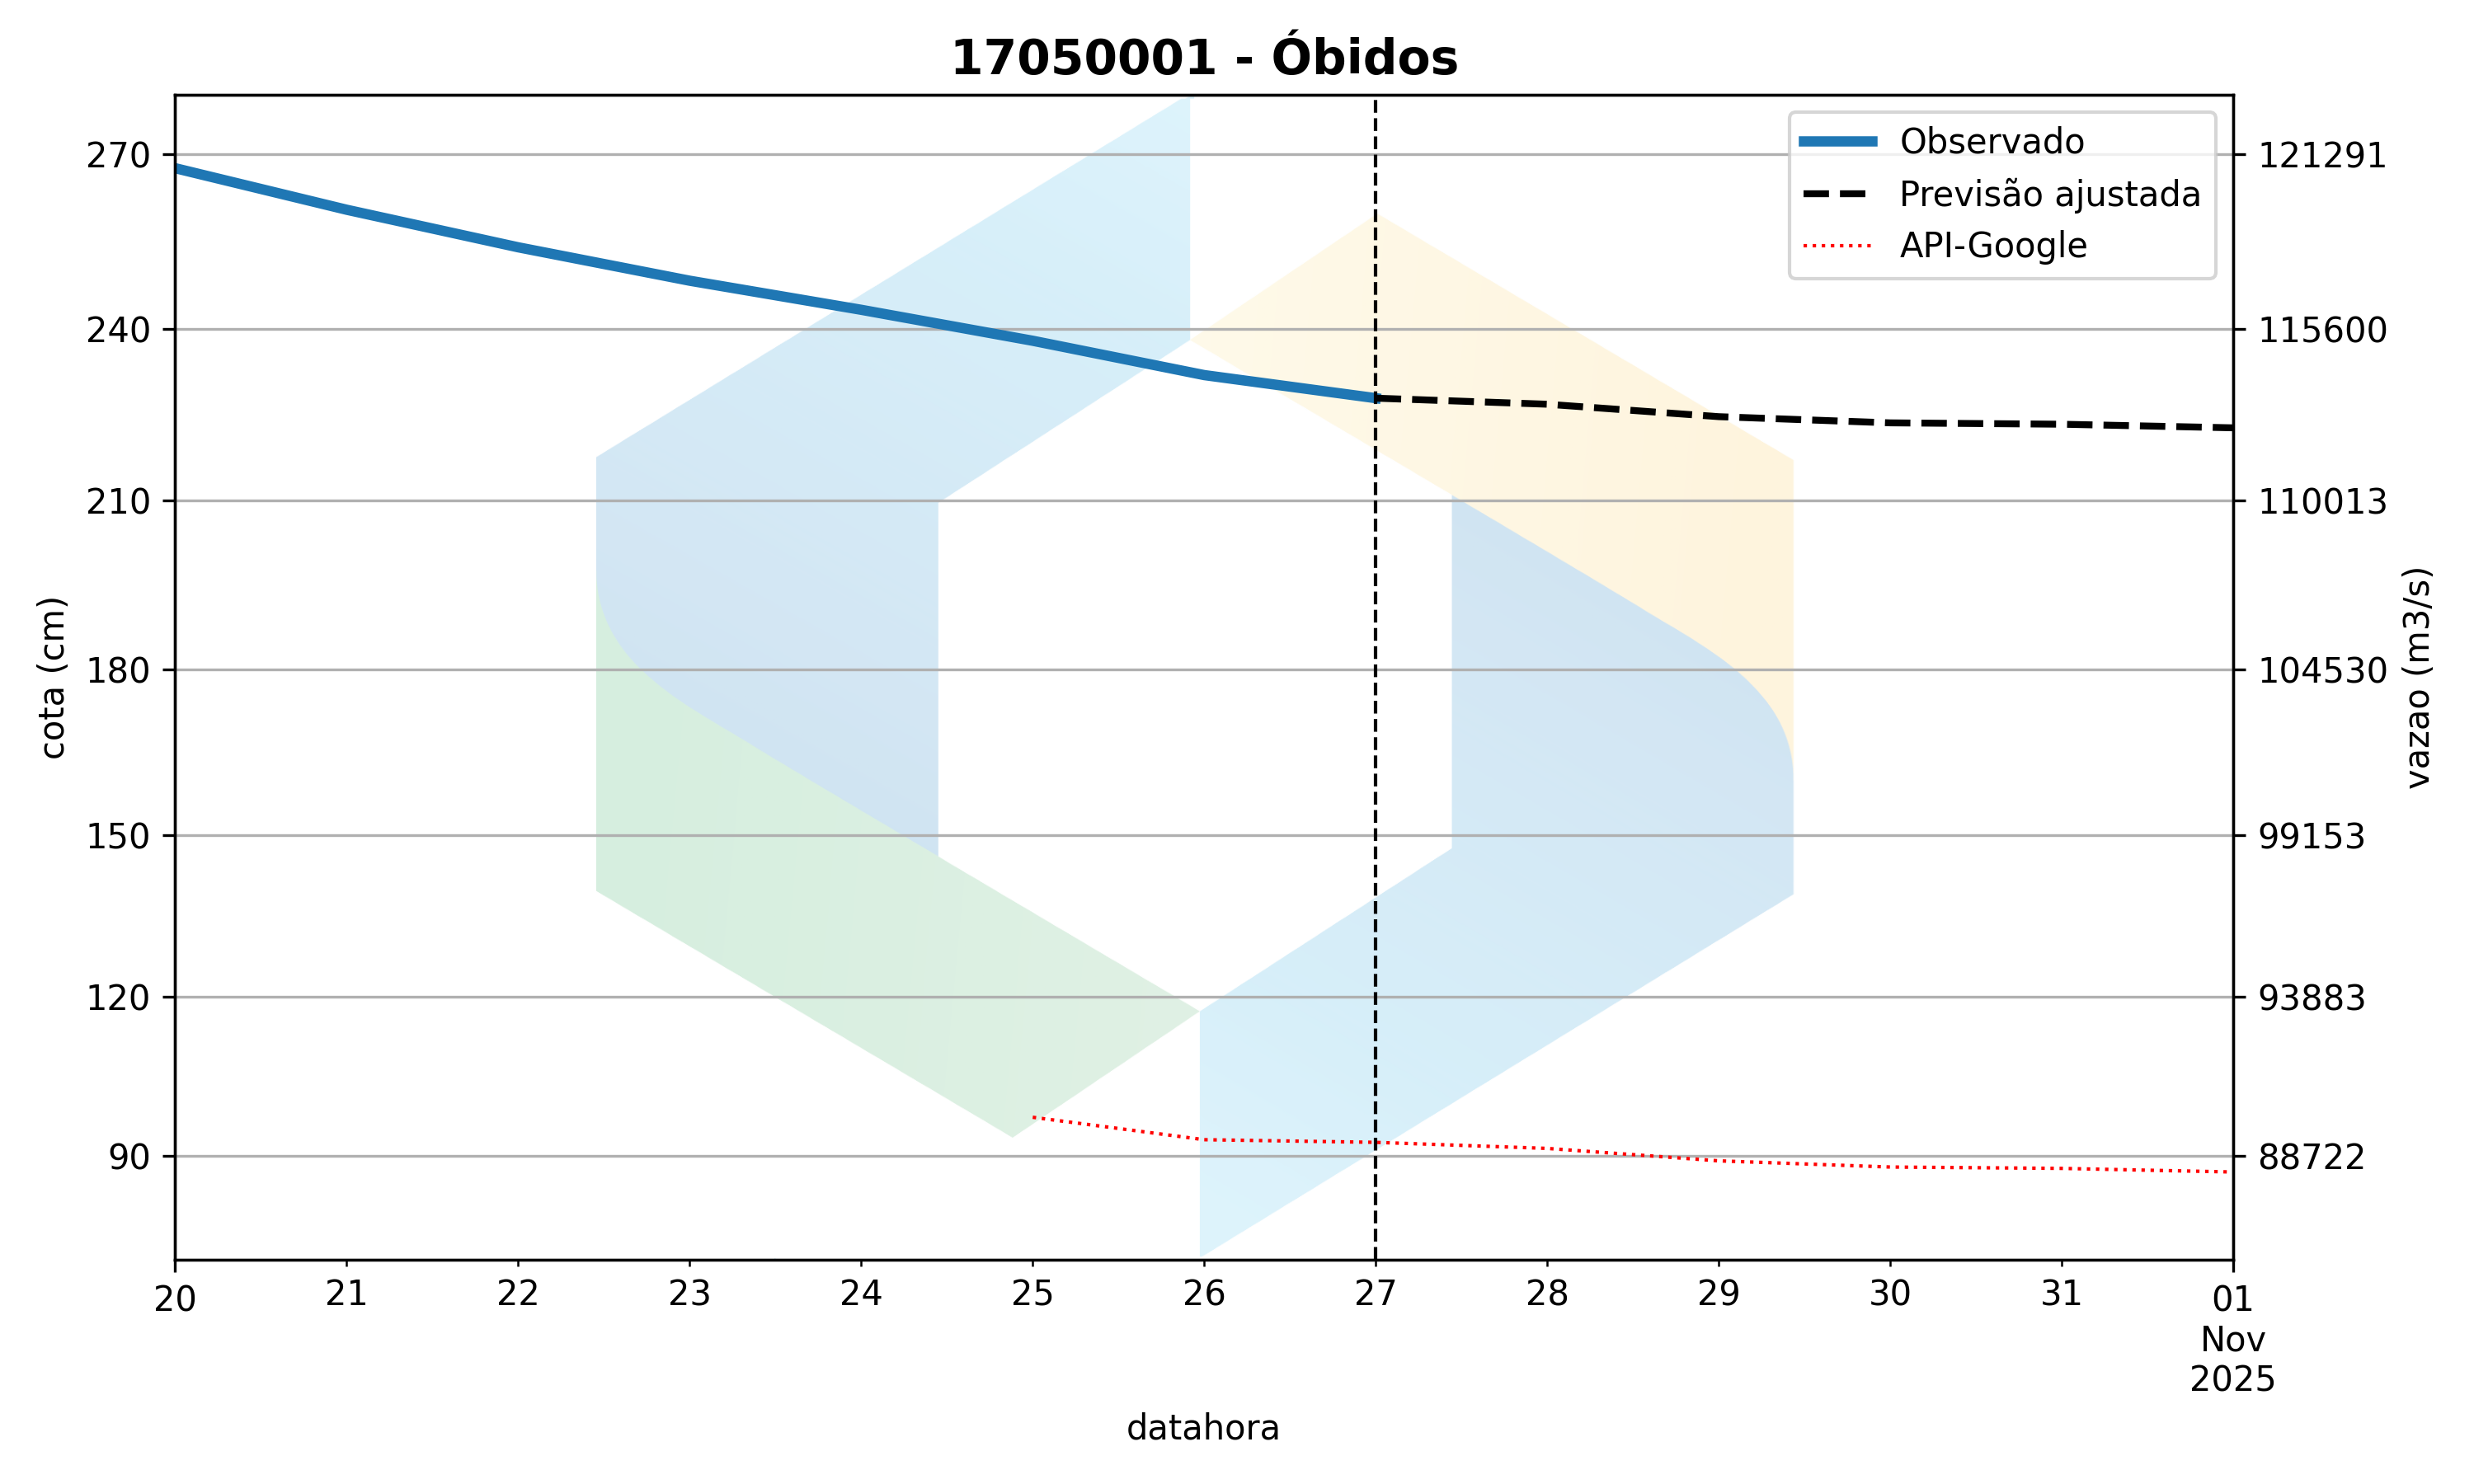 17050001 - Óbidos
Observado
Previsão ajustada
API-Google
270
240
210
180
150
120
90
cota (cm)
121291
115600
110013
104530
99153
93883
88722
vazao (m3/s)
20 21 22 23 24 25 26 27 28 29 30 31 01
Nov
2025
datahora